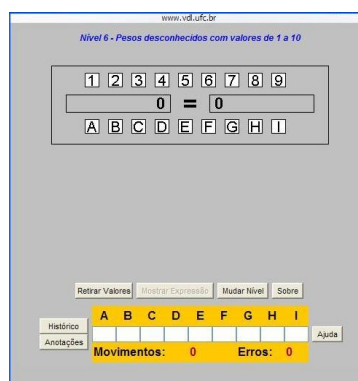 www.vdl.ufc.br
Nível 6 - Pesos desconhecidos com valores de 1 a 10
1 2 3 4 5 6 7 8 9
0 = 0
A B C D E F G H I
Retirar Valores Mostrar Expressão Mudar Nível Sobre
A B C D E F G H I
Histórico
Anotações
Ajuda
Movimentos: 0 Erros: 0